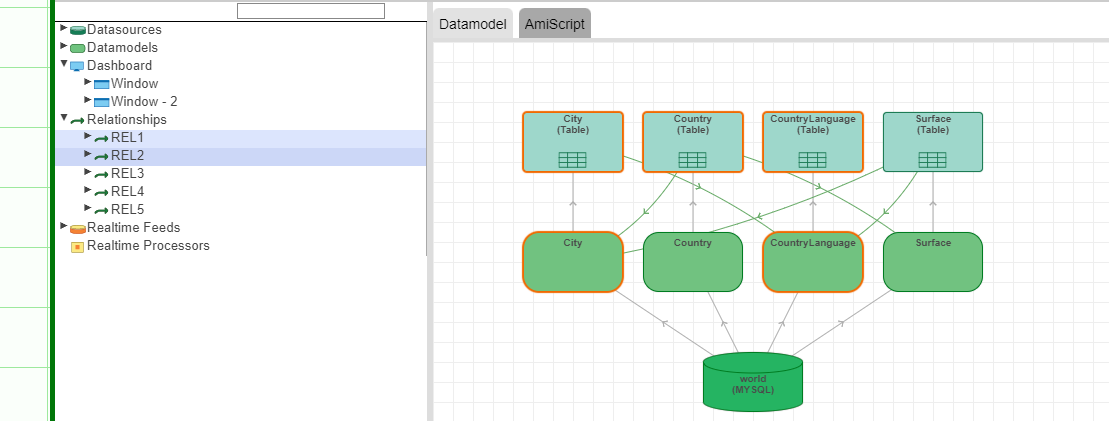 Datasources
Datamodels
Dashboard
Window
Window - 2
Relationships
REL1
REL2
REL3
REL4
REL5
Realtime Feeds
Realtime Processors
Datamodel AmiScript
City Country CountryLanguage Surface
(Table) (Table) (Table) (Table)
City Country CountryLanguage Surface
world
(MYSQL)